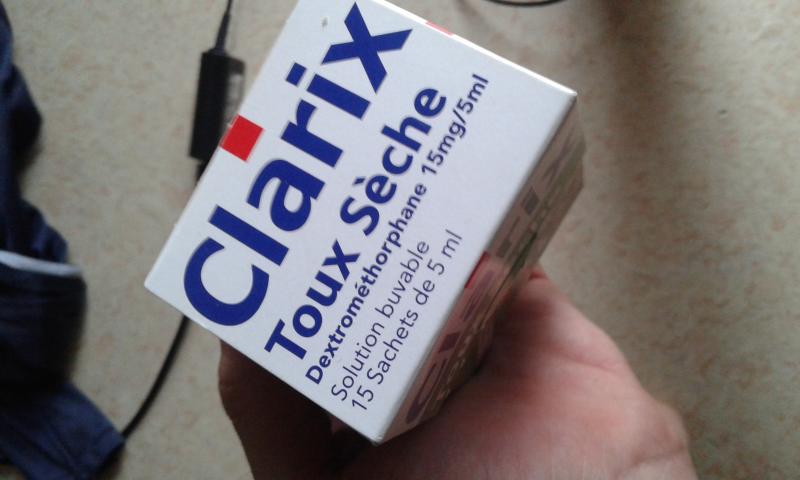 Clarix
Toux Sèche
Dextrométhorphane 15mg/5ml
Solution buvable
15 Sachets de 5 ml